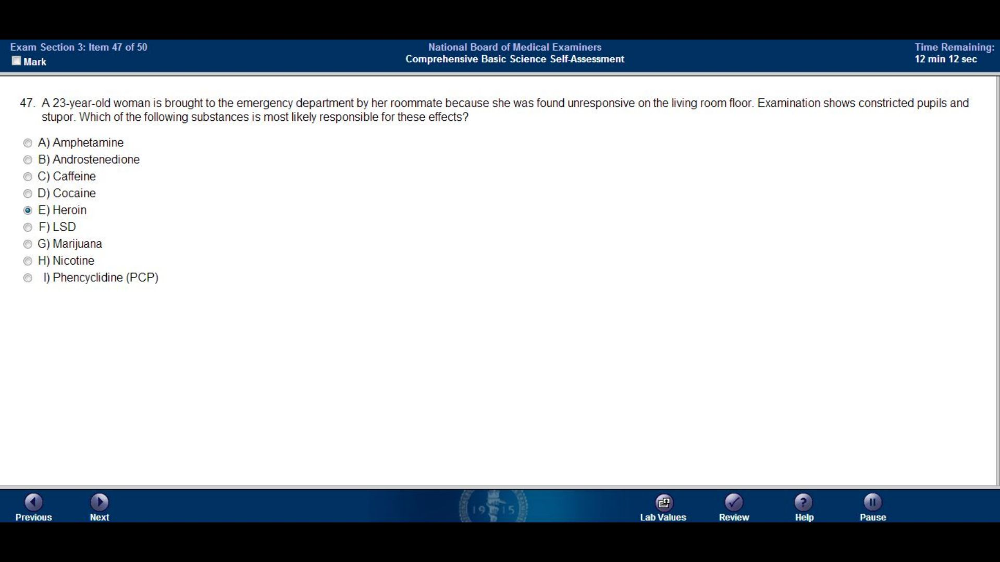 Exam Section 3: Item 47 of 50
National Board of Medical Examiners
Time Remaining:
Mark
Comprehensive Basic Science Self-Assessment
12 min 12 sec
47. A 23-year-old woman is brought to the emergency department by her roommate because she was found unresponsive on the living room floor. Examination shows constricted pupils and
stupor. Which of the following substances is most likely responsible for these effects?
A) Amphetamine
B) Androstenedione
C) Caffeine
D) Cocaine
E) Heroin
F) LSD
G) Marijuana
H) Nicotine
I) Phencyclidine (PCP)
1915
Previous
Next
Lab Values
Review
Help
Pause